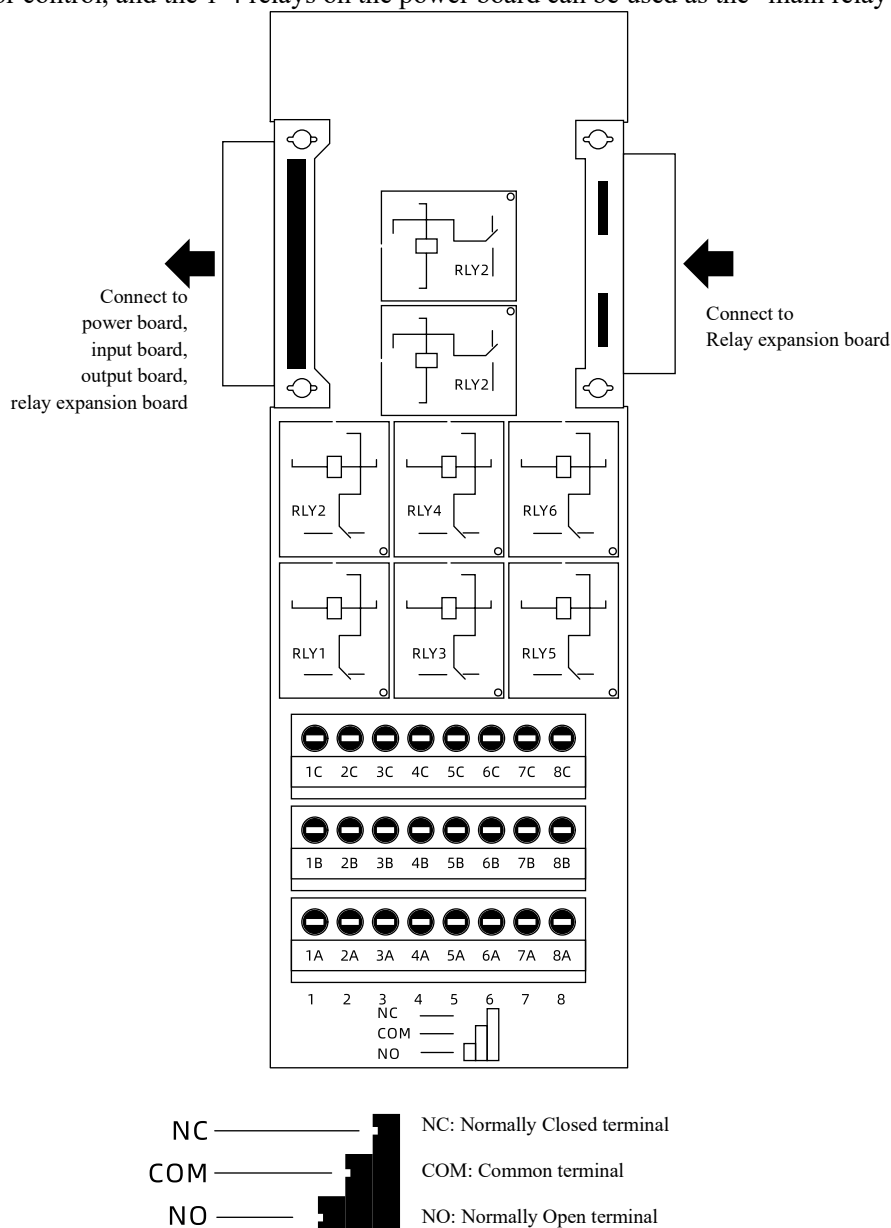 control, and the 1-4 relays on the power board can be used as the "main relay
RLY2
RLY2
Connect to
power board,
input board,
output board,
relay expansion board
Connect to
Relay expansion board
RLY2 RLY4 RLY6
RLY1 RLY3 RLY5
1C 2C 3C 4C 5C 6C 7C 8C
1B 2B 3B 4B 5B 6B 7B 8B
1A 2A 3A 4A 5A 6A 7A 8A
1 2 3 4 5 6 7 8
NC
COM
NO
NC NC: Normally Closed terminal
COM COM: Common terminal
NO NO: Normally Open terminal